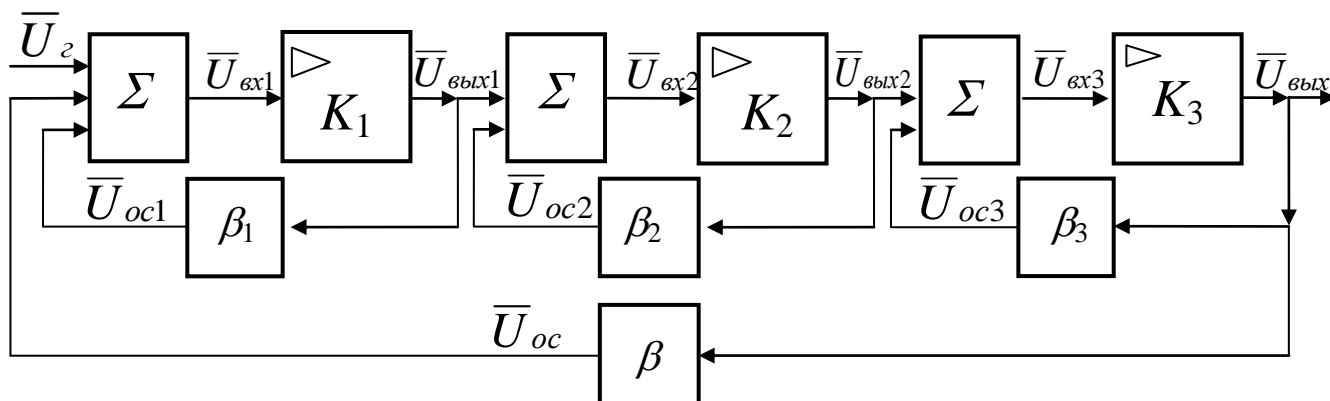 U̅г Σ U̅вх1 K₁ U̅вых1 Σ U̅вх2 K₂ U̅вых2 Σ U̅вх3 K₃ U̅вых
U̅ос1 β₁ U̅ос2 β₂ U̅ос3 β₃
U̅ос β